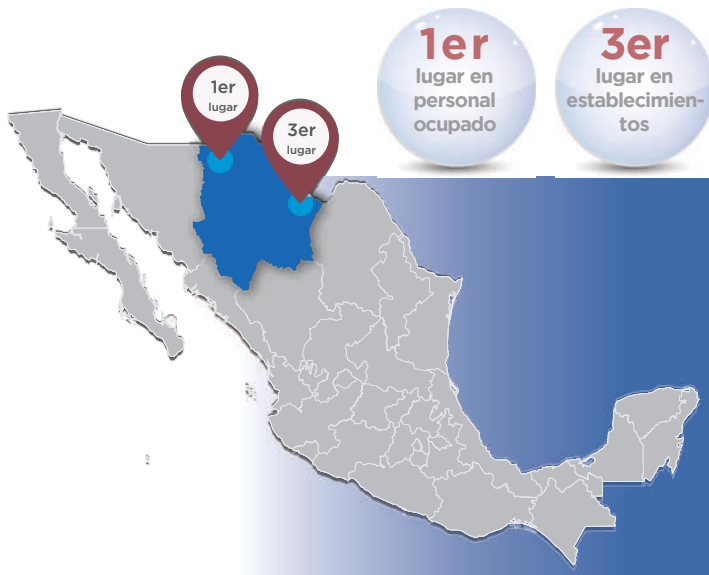 1er
lugar en
personal
ocupado
3er
lugar en
establecimien-
tos
1er
lugar
3er
lugar